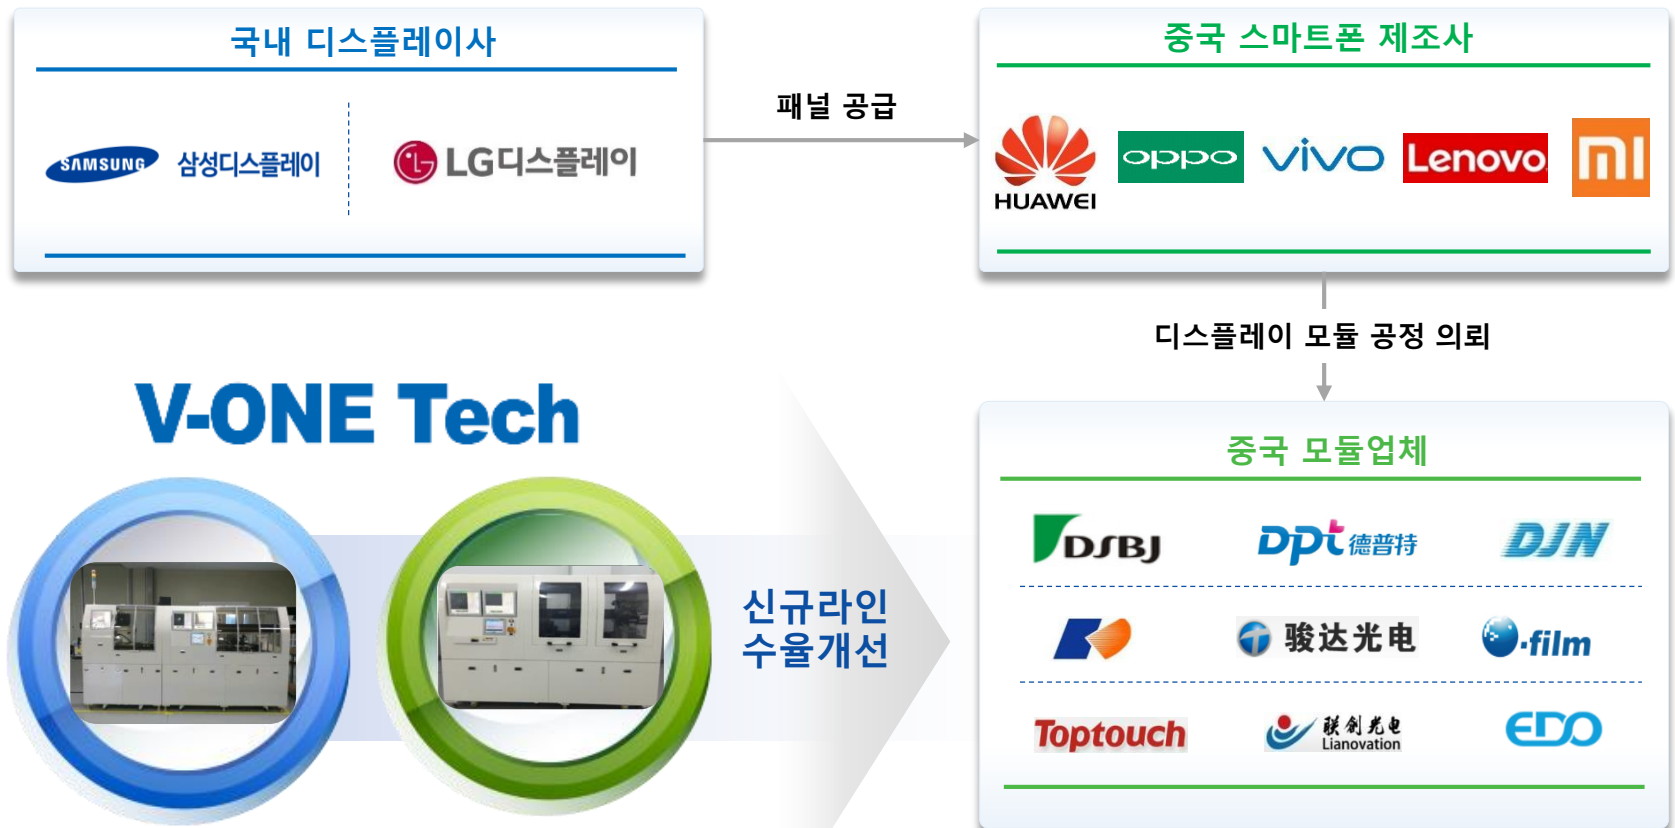 국내 디스플레이사
SAMSUNG 삼성디스플레이
LG디스플레이
패널 공급
중국 스마트폰 제조사
HUAWEI
oppo
vivo
Lenovo
mi
디스플레이 모듈 공정 의뢰
V-ONE Tech
신규라인
수율개선
중국 모듈업체
DSBJ
DPt 德普特
DJN
骏达光电
O-film
Toptouch
联创光电
Lianovation
EDO